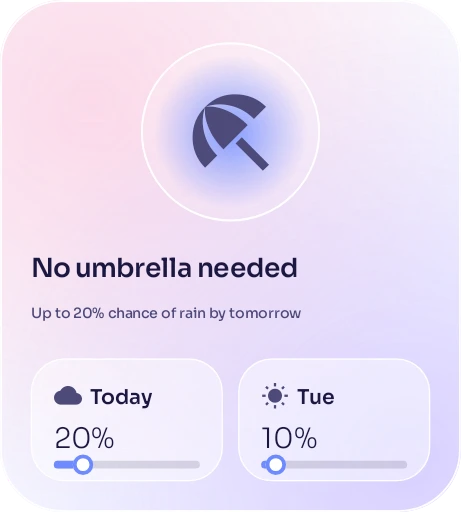 No umbrella needed
Up to 20% chance of rain by tomorrow
Today
20%
Tue
10%